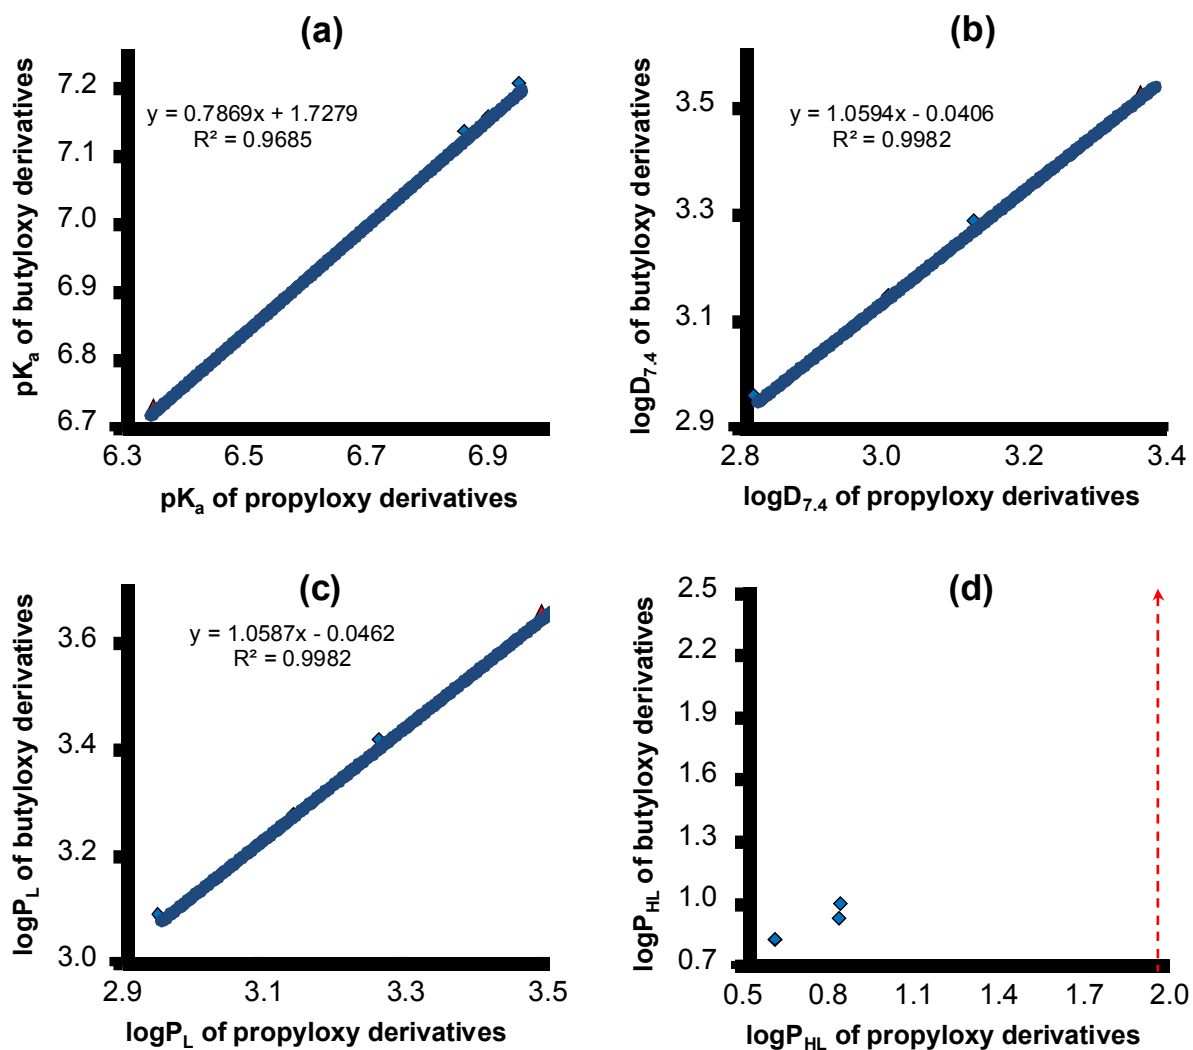 (a)
pKa of butyloxy derivatives
7.2
7.1
7.0
6.9
6.8
6.7
y = 0.7869x + 1.7279
R² = 0.9685
6.3 6.5 6.7 6.9
pKa of propyloxy derivatives
(b)
logD7.4 of butyloxy derivatives
3.5
3.3
3.1
2.9
y = 1.0594x - 0.0406
R² = 0.9982
2.8 3.0 3.2 3.4
logD7.4 of propyloxy derivatives
(c)
logPL of butyloxy derivatives
3.6
3.4
3.2
3.0
y = 1.0587x - 0.0462
R² = 0.9982
2.9 3.1 3.3 3.5
logPL of propyloxy derivatives
(d)
logPHL of butyloxy derivatives
2.5
2.2
1.9
1.6
1.3
1.0
0.7
0.5 0.8 1.1 1.4 1.7 2.0
logPHL of propyloxy derivatives